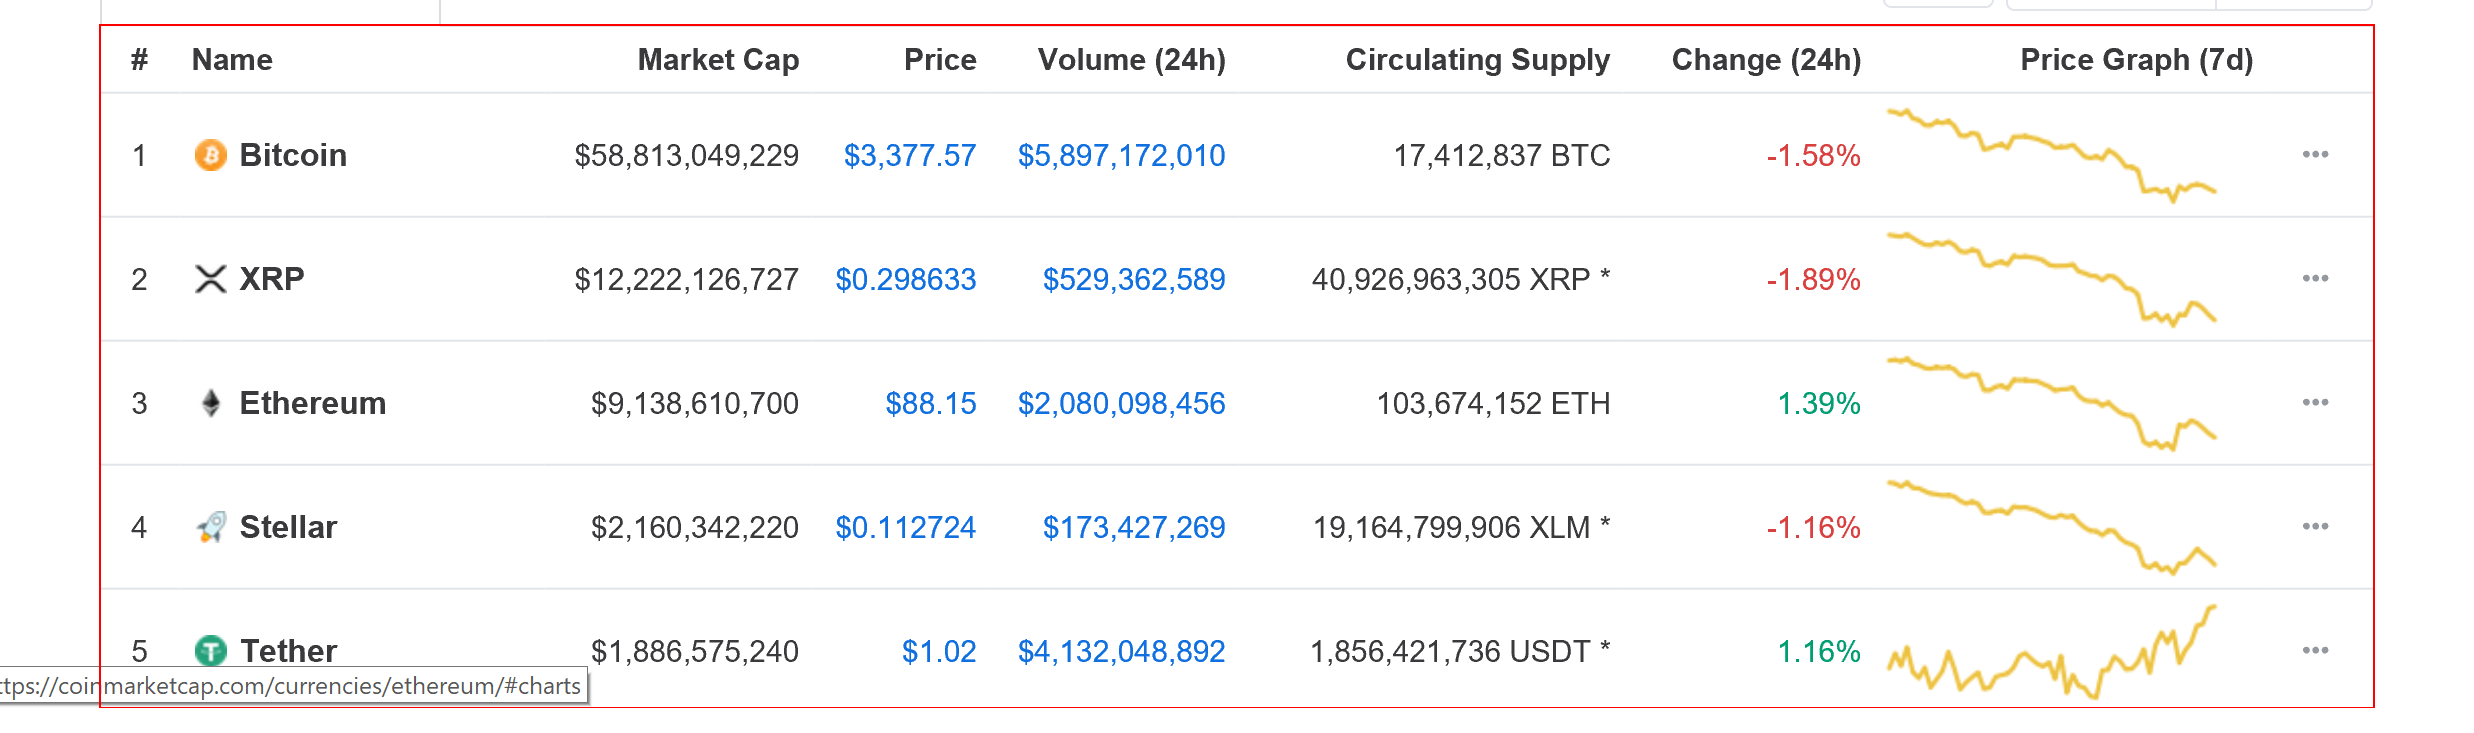 # Name Market Cap Price Volume (24h) Circulating Supply Change (24h) Price Graph (7d)
1 Bitcoin $58,813,049,229 $3,377.57 $5,897,172,010 17,412,837 BTC -1.58%
2 XRP $12,222,126,727 $0.298633 $529,362,589 40,926,963,305 XRP * -1.89%
3 Ethereum $9,138,610,700 $88.15 $2,080,098,456 103,674,152 ETH 1.39%
4 Stellar $2,160,342,220 $0.112724 $173,427,269 19,164,799,906 XLM * -1.16%
5 Tether $1,886,575,240 $1.02 $4,132,048,892 1,856,421,736 USDT * 1.16%
ttps://coinmarketcap.com/currencies/ethereum/#charts